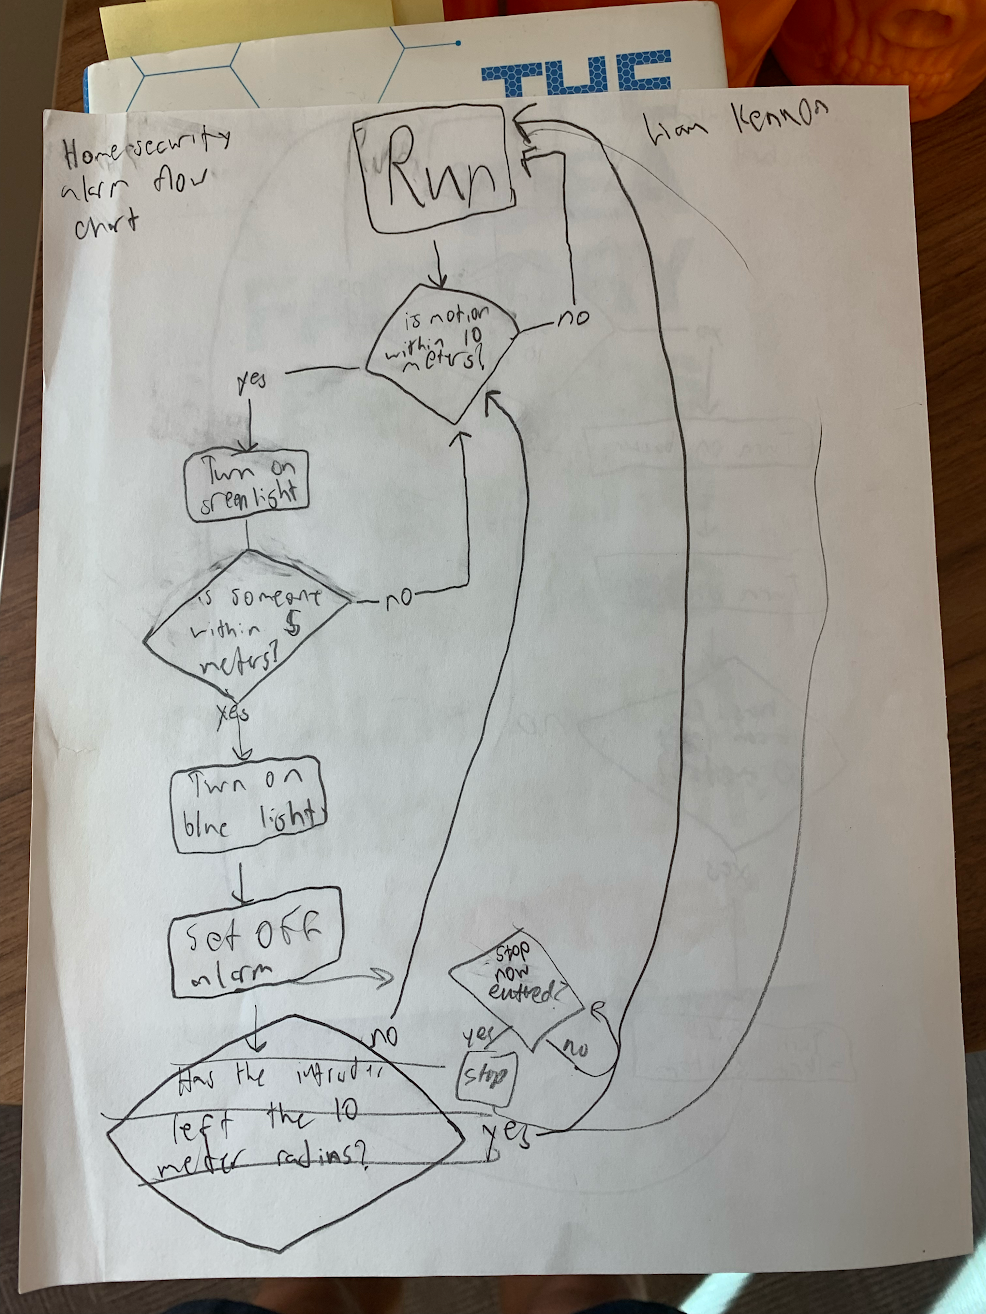 THE
Home security
alarm flow
chart
Liam Kennon
Run
is motion
within 10
meters?
no
yes
Turn on
green light
is someone
within 5
meters?
no
yes
Turn on
blue light
Set OFF
alarm
no
Has the intruder
left the 10
meter radius?
yes
stop
now
entred?
yes
no
stop